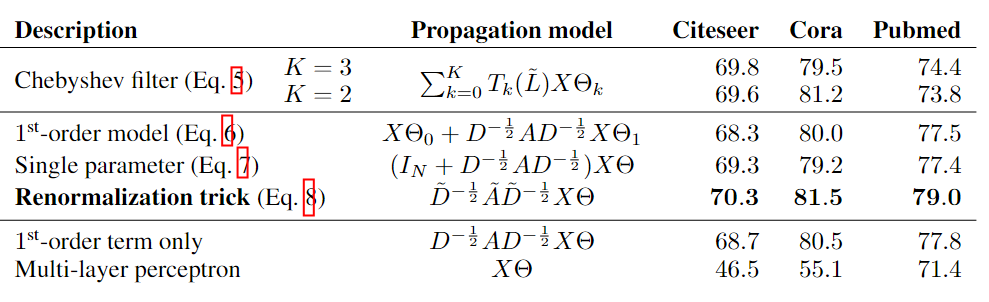 Description Propagation model Citeseer Cora Pubmed
Chebyshev filter (Eq. 5) K = 3 $\sum_{k=0}^{K} T_k(\tilde{L})X\Theta_k$ 69.8 79.5 74.4
K = 2 69.6 81.2 73.8
1st-order model (Eq. 6) $X\Theta_0 + D^{-\frac{1}{2}}AD^{-\frac{1}{2}}X\Theta_1$ 68.3 80.0 77.5
Single parameter (Eq. 7) $(I_N + D^{-\frac{1}{2}}AD^{-\frac{1}{2}})X\Theta$ 69.3 79.2 77.4
Renormalization trick (Eq. 8) $\tilde{D}^{-\frac{1}{2}}\tilde{A}\tilde{D}^{-\frac{1}{2}}X\Theta$ 70.3 81.5 79.0
1st-order term only $D^{-\frac{1}{2}}AD^{-\frac{1}{2}}X\Theta$ 68.7 80.5 77.8
Multi-layer perceptron $X\Theta$ 46.5 55.1 71.4